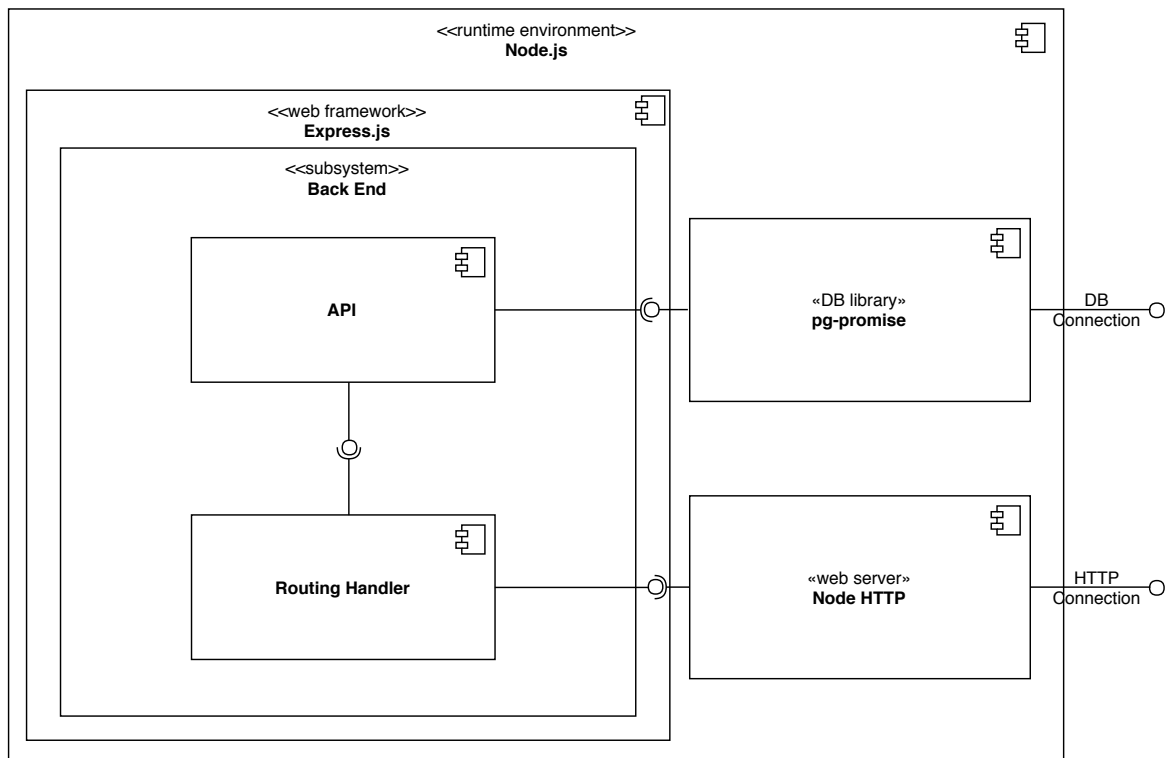 <<runtime environment>>
Node.js
<<web framework>>
Express.js
<<subsystem>>
Back End
API
«DB library»
pg-promise
DB
Connection
Routing Handler
«web server»
Node HTTP
HTTP
Connection